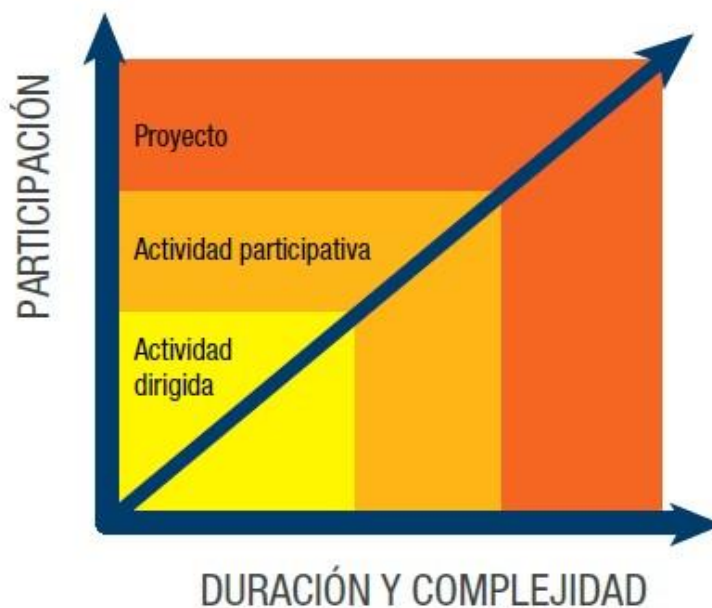 PARTICIPACIÓN
Proyecto
Actividad participativa
Actividad
dirigida
DURACIÓN Y COMPLEJIDAD